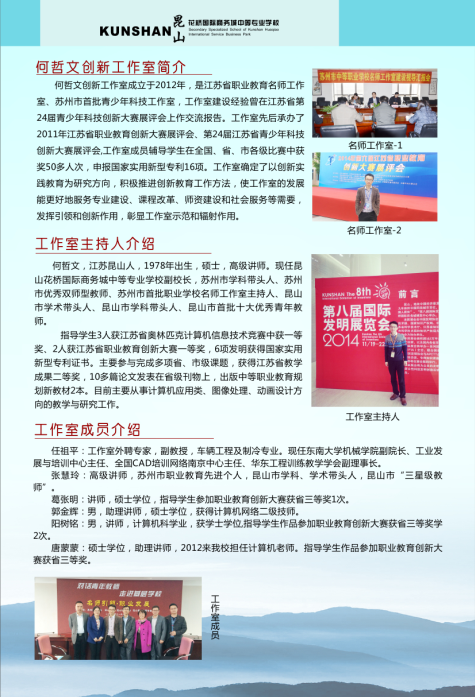 KUNSHAN 昆山
花桥国际商务城中等专业学校
Secondary Specialized School of Kunshan Huaqiao
International Service Business Park
何哲文创新工作室简介
何哲文创新工作室成立于2012年，是江苏省职业教育名师工作
室、苏州市首批青少年科技工作室，工作室建设经验曾在江苏省第
24届青少年科技创新大赛展评会上作交流报告。工作室先后承办了
2011年江苏省职业教育创新大赛展评会、第24届江苏省青少年科技
创新大赛展评会,工作室成员辅导学生在全国、省、市各级比赛中获
奖50多人次，申报国家实用新型专利16项。工作室确定了以创新实
践教育为研究方向，积极推进创新教育工作方法，使工作室的发展
能更好地服务专业建设、课程改革、师资建设和社会服务等需要，
发挥引领和创新作用，彰显工作室示范和辐射作用。
苏州市中等职业学校名师工作室建设推进现场会
名师工作室-1
创新大赛展评会
名师工作室-2
工作室主持人介绍
何哲文，江苏昆山人，1978年出生，硕士，高级讲师。现任昆
山花桥国际商务城中等专业学校副校长，苏州市学科带头人、苏州
市优秀双师型教师、苏州市首批职业学校名师工作室主持人、昆山
市学术带头人、昆山市学科带头人、昆山市首批十大优秀青年教
师。
指导学生3人获江苏省奥林匹克计算机信息技术竞赛中获一等
奖、2人获江苏省职业教育创新大赛一等奖，6项发明获得国家实用
新型专利证书。主要参与完成多项省、市级课题，获得江苏省教学
成果二等奖，10多篇论文发表在省级刊物上，出版中等职业教育规
划新教材2本。目前主要从事计算机应用类、图像处理、动画设计方
向的教学与研究工作。
KUNSHAN The 8th
第八届国际
发明展览会
2014
11/19-22
前言
工作室主持人
工作室成员介绍
任祖平：工作室外聘专家，副教授，车辆工程及制冷专业。现任东南大学机械学院副院长、工业发
展与培训中心主任、全国CAD培训网络南京中心主任、华东工程训练教学学会副理事长。
张慧玲：高级讲师，苏州市职业教育先进个人，昆山市学科、学术带头人，昆山市“三星级教
师”。
葛张明：讲师，硕士学位，指导学生参加职业教育创新大赛获省三等奖1次。
郭金辉：男，助理讲师，硕士学位，获得计算机网络二级技师。
阳树铭：男，讲师，计算机科学业，获学士学位,指导学生作品参加职业教育创新大赛获省三等奖学
2次。
唐蒙蒙：硕士学位，助理讲师，2012来我校担任计算机老师。指导学生作品参加职业教育创新大
赛获省三等奖。
对话青年教师 走进智造学校
工作室成员